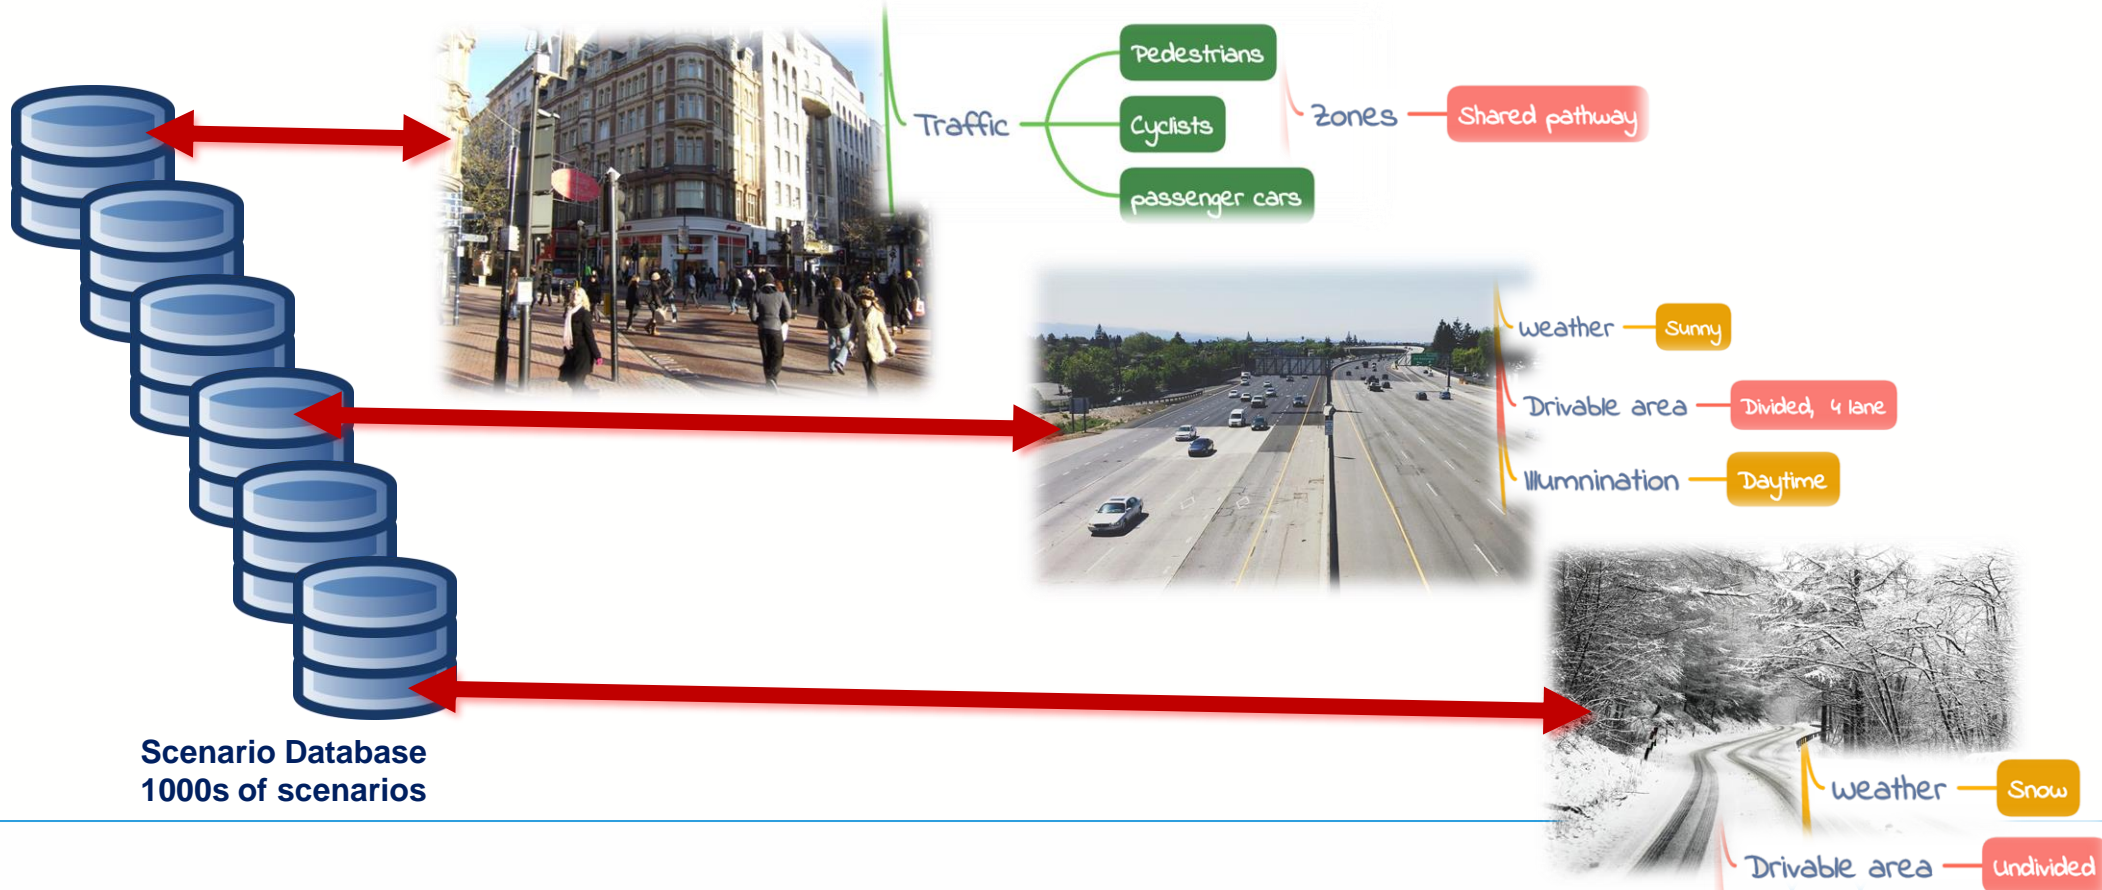 Traffic
Pedestrians
Cyclists
passenger cars
Zones
Shared pathway
Weather
Sunny
Drivable area
Divided, 4 lane
Illumnination
Daytime
Weather
Snow
Drivable area
Undivided
Scenario Database
1000s of scenarios